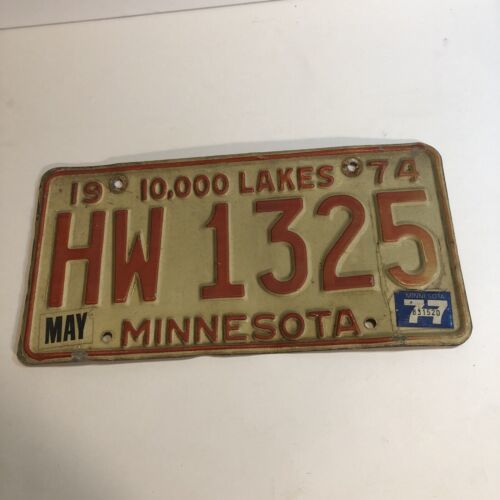 19 10,000 LAKES 74
HW 1325
MINNESOTA
77
MAY MINNESOTA